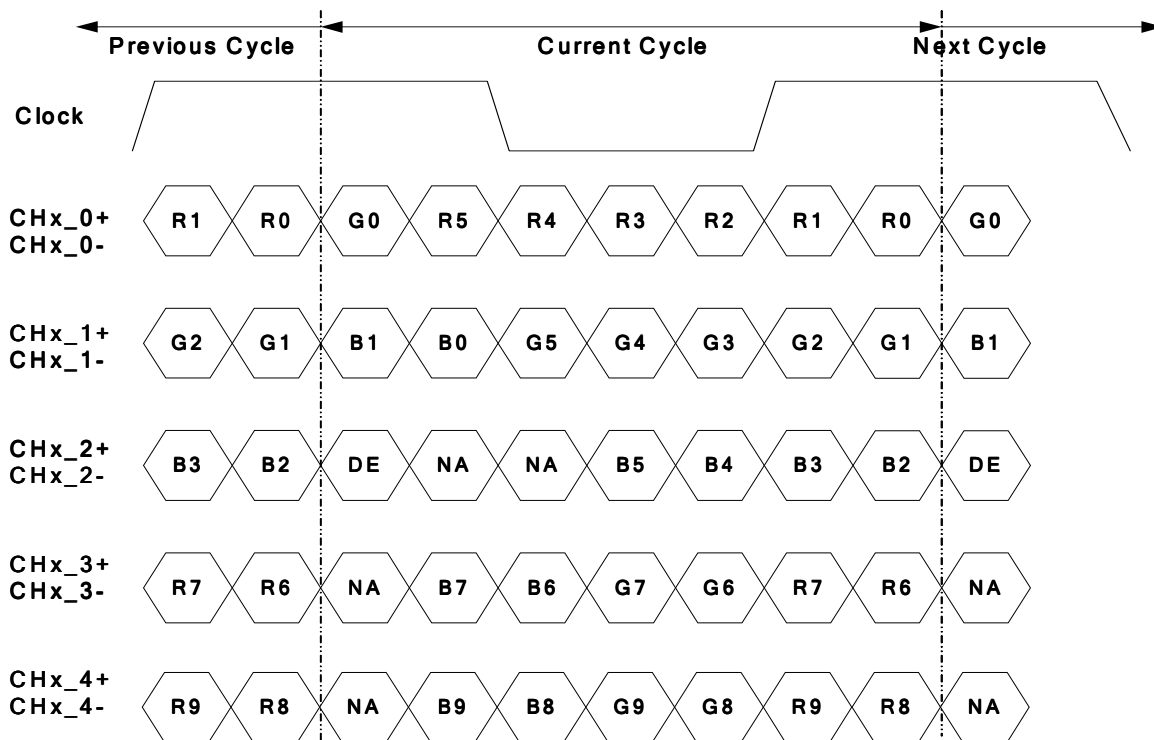 Previous Cycle Current Cycle Next Cycle
Clock
CHx_0+
CHx_0-
R1 R0 G0 R5 R4 R3 R2 R1 R0 G0
CHx_1+
CHx_1-
G2 G1 B1 B0 G5 G4 G3 G2 G1 B1
CHx_2+
CHx_2-
B3 B2 DE NA NA B5 B4 B3 B2 DE
CHx_3+
CHx_3-
R7 R6 NA B7 B6 G7 G6 R7 R6 NA
CHx_4+
CHx_4-
R9 R8 NA B9 B8 G9 G8 R9 R8 NA